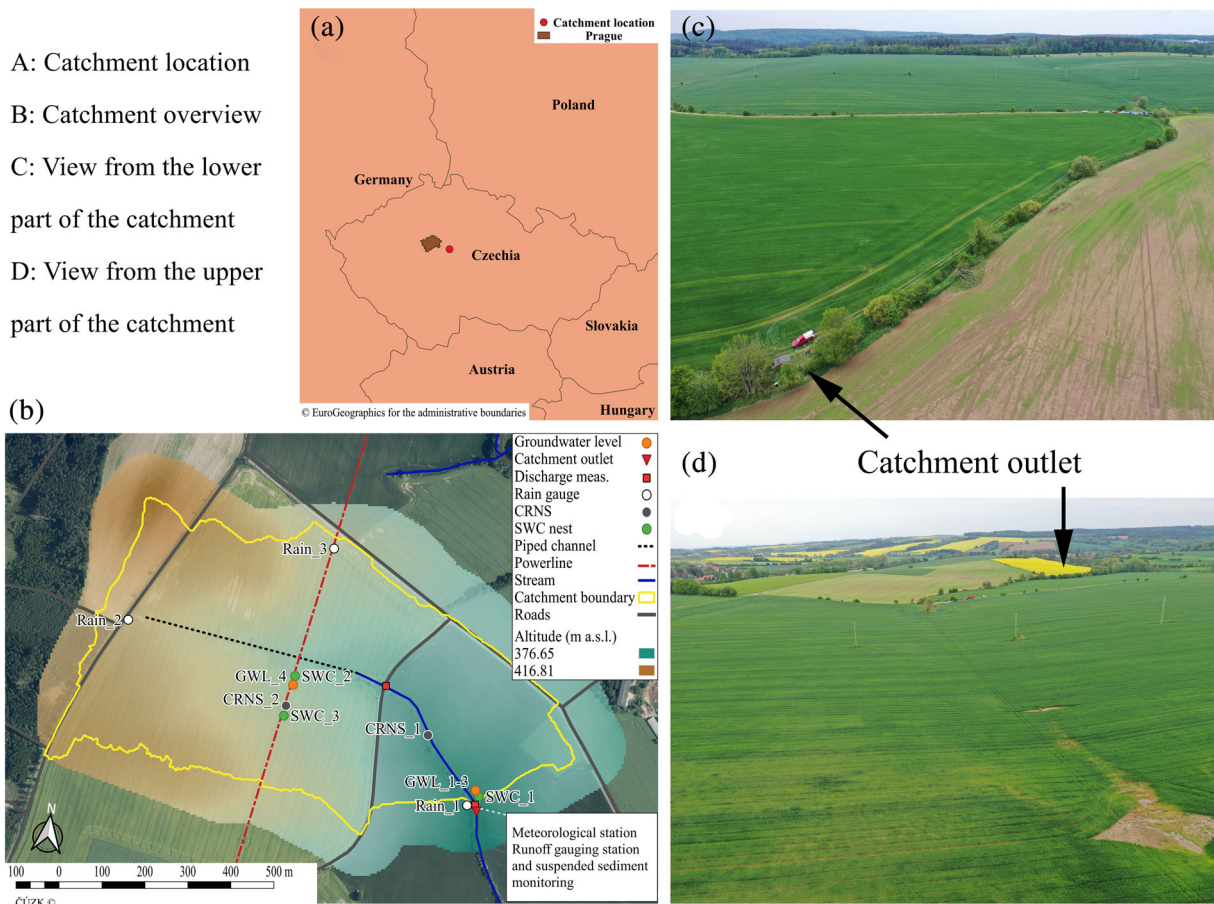 A: Catchment location
B: Catchment overview
C: View from the lower
part of the catchment
D: View from the upper
part of the catchment
(a)
Catchment location
Prague
Poland
Germany
Czechia
Slovakia
Austria
Hungary
© EuroGeographics for the administrative boundaries
(b)
Groundwater level
Catchment outlet
Discharge meas.
Rain gauge
CRNS
SWC nest
Piped channel
Powerline
Stream
Catchment boundary
Roads
Altitude (m a.s.l.)
376.65
416.81
Rain_3
Rain_2
GWL_4 SWC_2
CRNS_2
SWC_3
CRNS_1
GWL_1-3
SWC_1
Rain_1
Meteorological station
Runoff gauging station
and suspended sediment
monitoring
N
100 0 100 200 300 400 500 m
ČÚZK ©
(c)
Catchment outlet
(d)